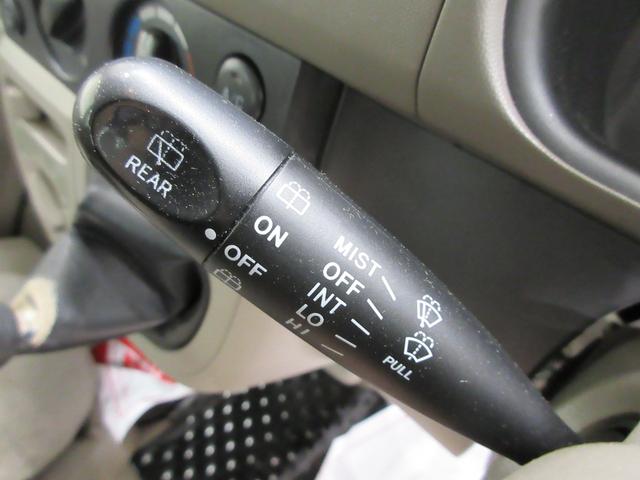 REAR
ON
OFF
MIST
OFF
INT
LO
HI
PULL